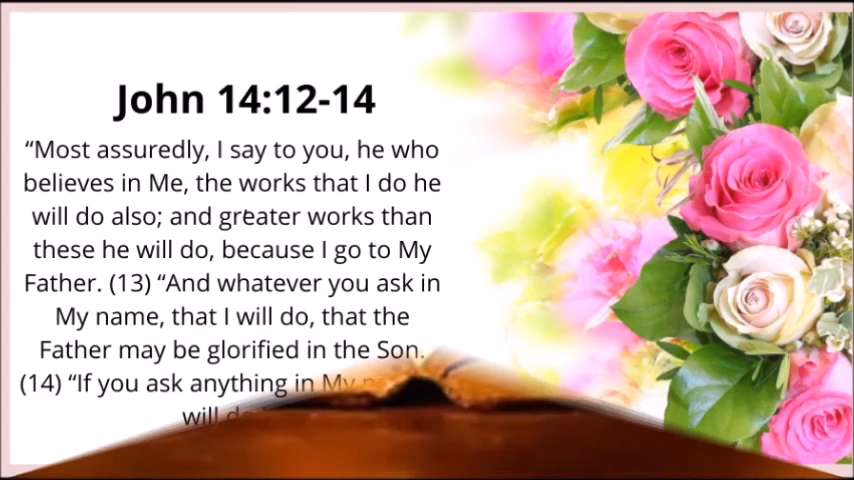 John 14:12-14
“Most assuredly, I say to you, he who
believes in Me, the works that I do he
will do also; and greater works than
these he will do, because I go to My
Father. (13) “And whatever you ask in
My name, that I will do, that the
Father may be glorified in the Son.
(14) “If you ask anything in My
will